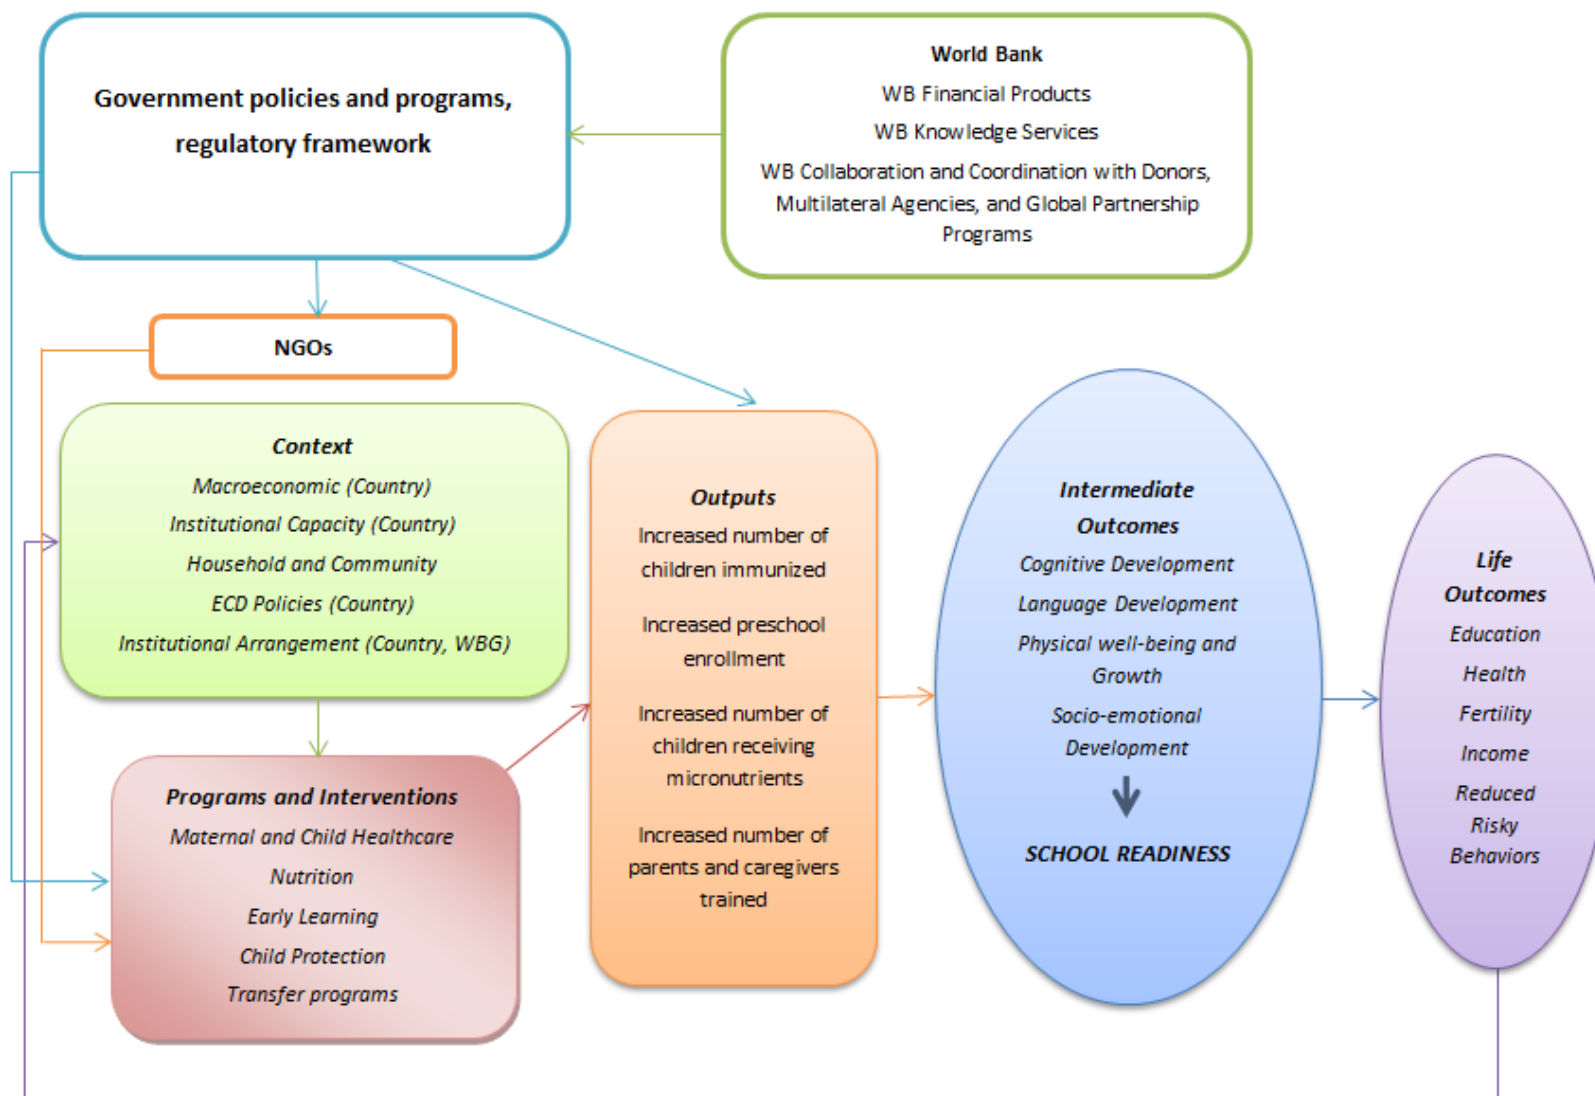 Government policies and programs,
regulatory framework
World Bank
WB Financial Products
WB Knowledge Services
WB Collaboration and Coordination with Donors,
Multilateral Agencies, and Global Partnership
Programs
NGOs
Context
Macroeconomic (Country)
Institutional Capacity (Country)
Household and Community
ECD Policies (Country)
Institutional Arrangement (Country, WBG)
Programs and Interventions
Maternal and Child Healthcare
Nutrition
Early Learning
Child Protection
Transfer programs
Outputs
Increased number of
children immunized
Increased preschool
enrollment
Increased number of
children receiving
micronutrients
Increased number of
parents and caregivers
trained
Intermediate
Outcomes
Cognitive Development
Language Development
Physical well-being and
Growth
Socio-emotional
Development
SCHOOL READINESS
Life
Outcomes
Education
Health
Fertility
Income
Reduced
Risky
Behaviors